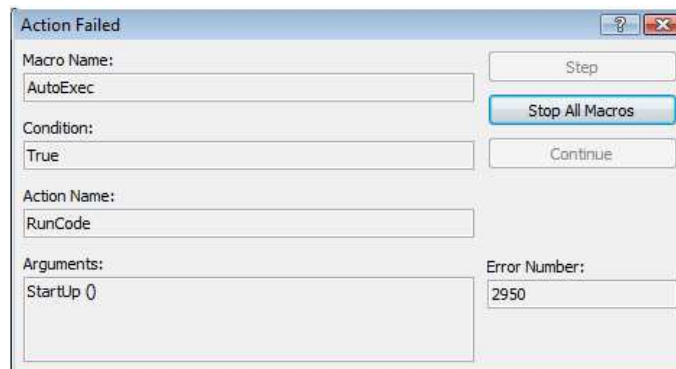 Action Failed
Macro Name:
AutoExec
Step
Stop All Macros
Condition:
True
Continue
Action Name:
RunCode
Arguments:
StartUp ()
Error Number:
2950